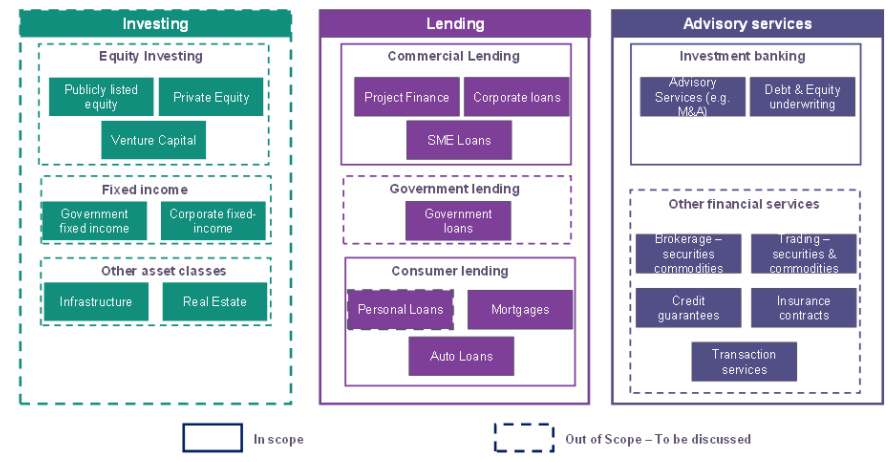 Investing
Equity Investing
Publicly listed
equity
Private Equity
Venture Capital
Fixed income
Government
fixed income
Corporate fixed-
income
Other asset classes
Infrastructure
Real Estate
Lending
Commercial Lending
Project Finance
Corporate loans
SME Loans
Government lending
Government
loans
Consumer lending
Personal Loans
Mortgages
Auto Loans
Advisory services
Investment banking
Advisory
Services (e.g.
M&A)
Debt & Equity
underwriting
Other financial services
Brokerage –
securities
commodities
Trading –
securities &
commodities
Credit
guarantees
Insurance
contracts
Transaction
services
In scope
Out of Scope – To be discussed